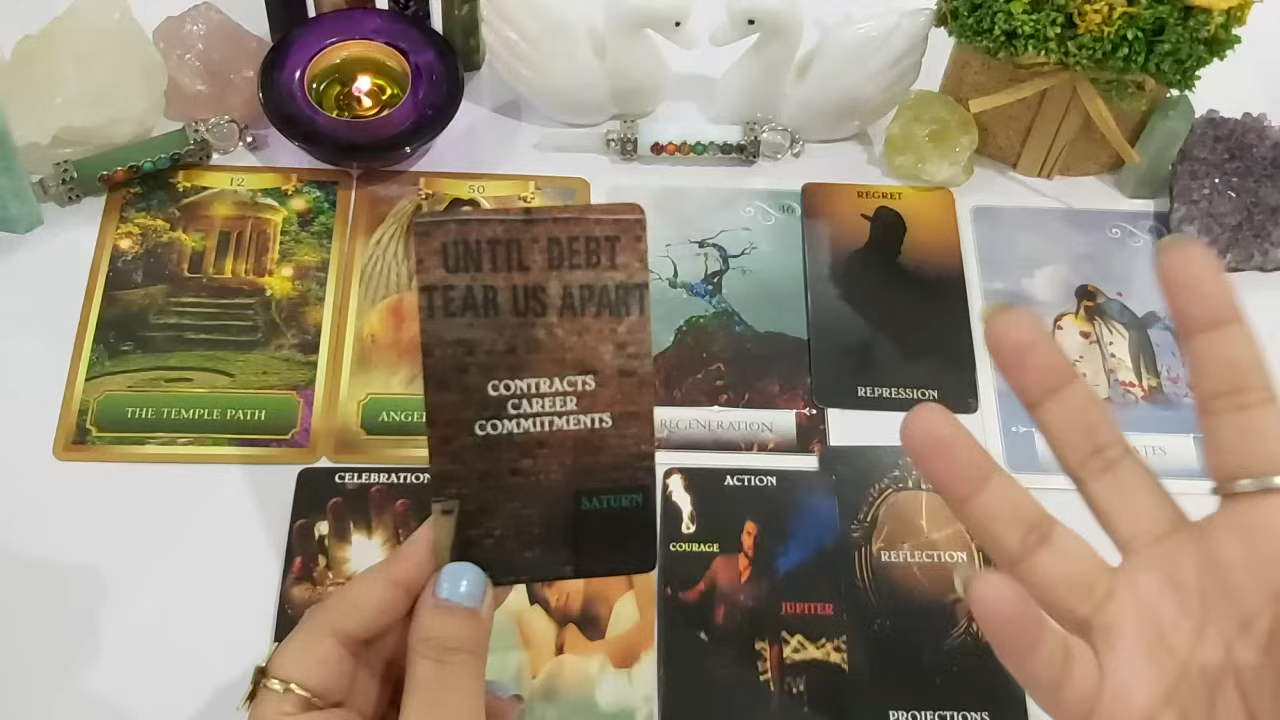 12
50
46
REGRET
UNTIL DEBT
TEAR US APART
THE TEMPLE PATH
CONTRACTS
CAREER
COMMITMENTS
REGENERATION
REPRESSION
SATURN
CELEBRATION
ACTION
COURAGE
JUPITER
REFLECTION
PROJECTIONS